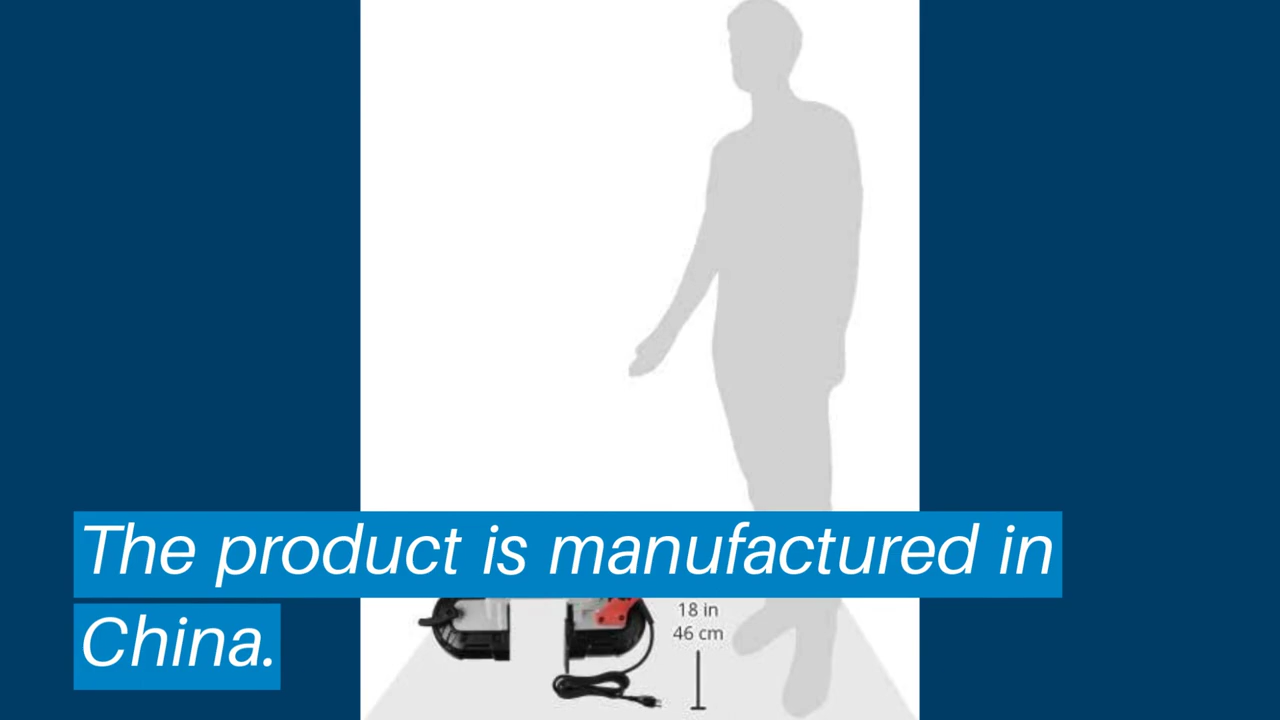 The product is manufactured in
China.
18 in
46 cm